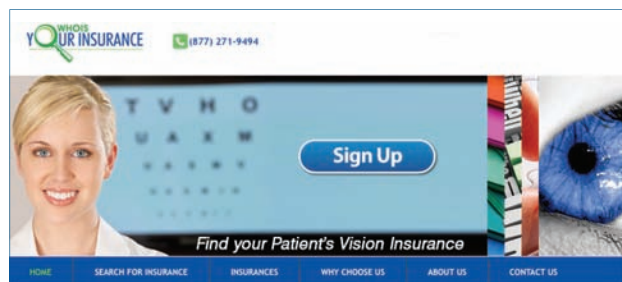 WHOIS
YOUR INSURANCE
(877) 271-9494
T V H O
U A X M
Sign Up
Find your Patient's Vision Insurance
HOME SEARCH FOR INSURANCE INSURANCES WHY CHOOSE US ABOUT US CONTACT US